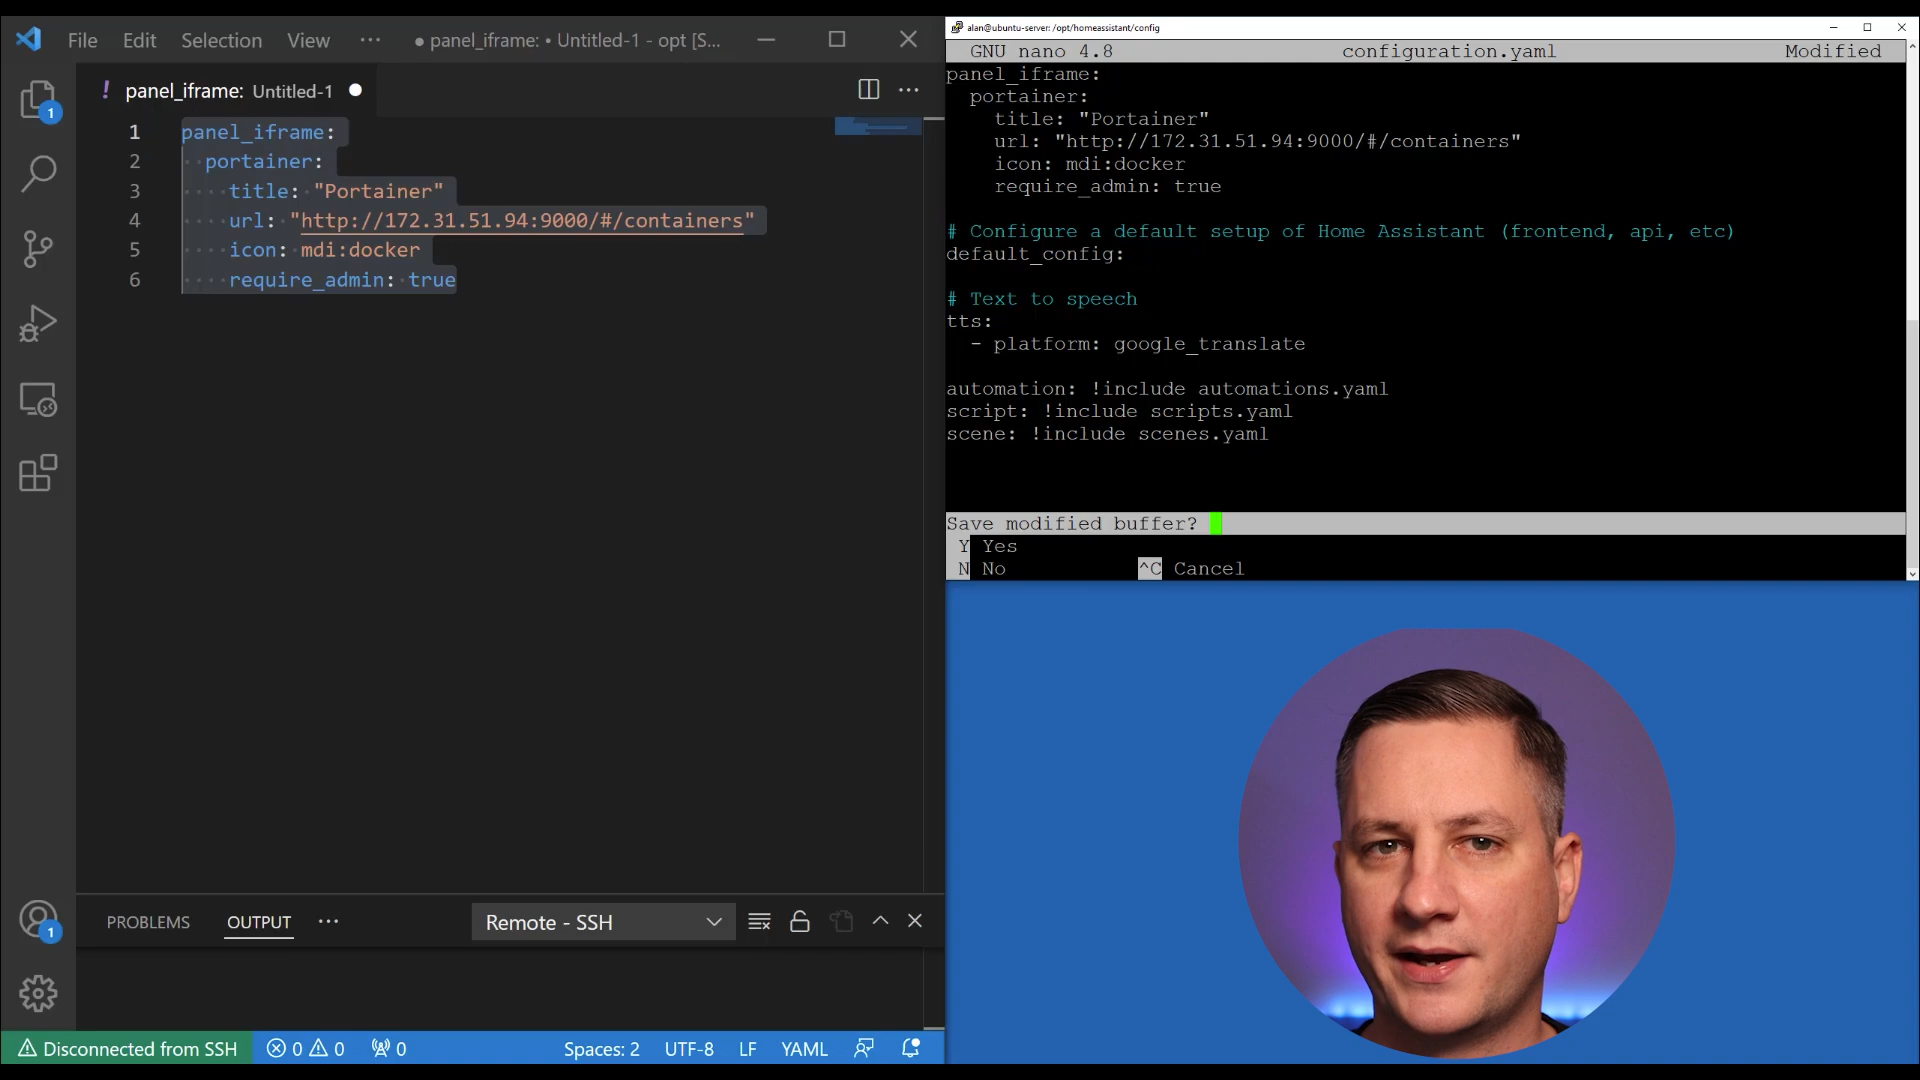 File Edit Selection View ··· ● panel_iframe: • Untitled-1 - opt [S...
! panel_iframe: Untitled-1
1 panel_iframe:
2 portainer:
3 title: "Portainer"
4 url: "http://172.31.51.94:9000/#/containers"
5 icon: mdi:docker
6 require_admin: true
1
PROBLEMS OUTPUT ··· Remote - SSH
1
Disconnected from SSH 0 0 0 Spaces: 2 UTF-8 LF YAML
alan@ubuntu-server: /opt/homeassistant/config
GNU nano 4.8 configuration.yaml Modified
panel_iframe:
portainer:
title: "Portainer"
url: "http://172.31.51.94:9000/#/containers"
icon: mdi:docker
require_admin: true
# Configure a default setup of Home Assistant (frontend, api, etc)
default_config:
# Text to speech
tts:
- platform: google_translate
automation: !include automations.yaml
script: !include scripts.yaml
scene: !include scenes.yaml
Save modified buffer?
Y Yes
N No ^C Cancel